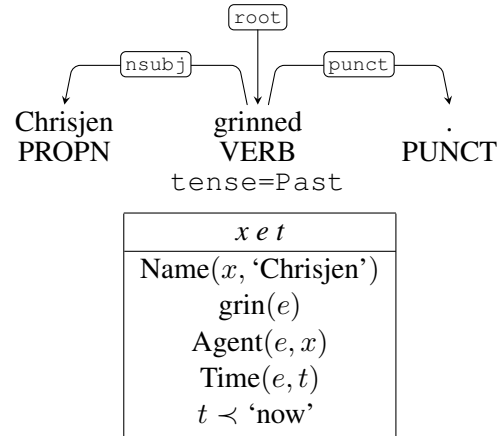 root
nsubj punct
Chrisjen grinned .
PROPN VERB PUNCT
tense=Past
x e t
Name(x, ‘Chrisjen’)
grin(e)
Agent(e, x)
Time(e, t)
t ≺ ‘now’